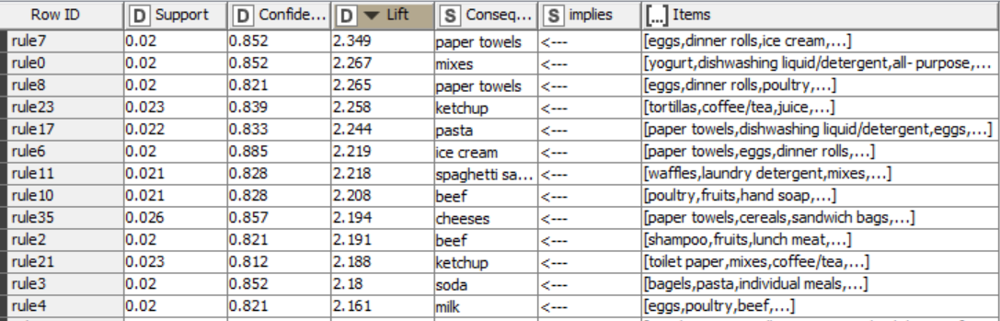 Row ID D Support D Confide... D Lift S Conseq... S implies [...] Items
rule7 0.02 0.852 2.349 paper towels <--- [eggs,dinner rolls,ice cream,...]
rule0 0.02 0.852 2.267 mixes <--- [yogurt,dishwashing liquid/detergent,all- purpose,...
rule8 0.02 0.821 2.265 paper towels <--- [eggs,dinner rolls,poultry,...]
rule23 0.023 0.839 2.258 ketchup <--- [tortillas,coffee/tea,juice,...]
rule17 0.022 0.833 2.244 pasta <--- [paper towels,dishwashing liquid/detergent,eggs,...]
rule6 0.02 0.885 2.219 ice cream <--- [paper towels,eggs,dinner rolls,...]
rule11 0.021 0.828 2.218 spaghetti sa... <--- [waffles,laundry detergent,mixes,...]
rule10 0.021 0.828 2.208 beef <--- [poultry,fruits,hand soap,...]
rule35 0.026 0.857 2.194 cheeses <--- [paper towels,cereals,sandwich bags,...]
rule2 0.02 0.821 2.191 beef <--- [shampoo,fruits,lunch meat,...]
rule21 0.023 0.812 2.188 ketchup <--- [toilet paper,mixes,coffee/tea,...]
rule3 0.02 0.852 2.18 soda <--- [bagels,pasta,individual meals,...]
rule4 0.02 0.821 2.161 milk <--- [eggs,poultry,beef,...]